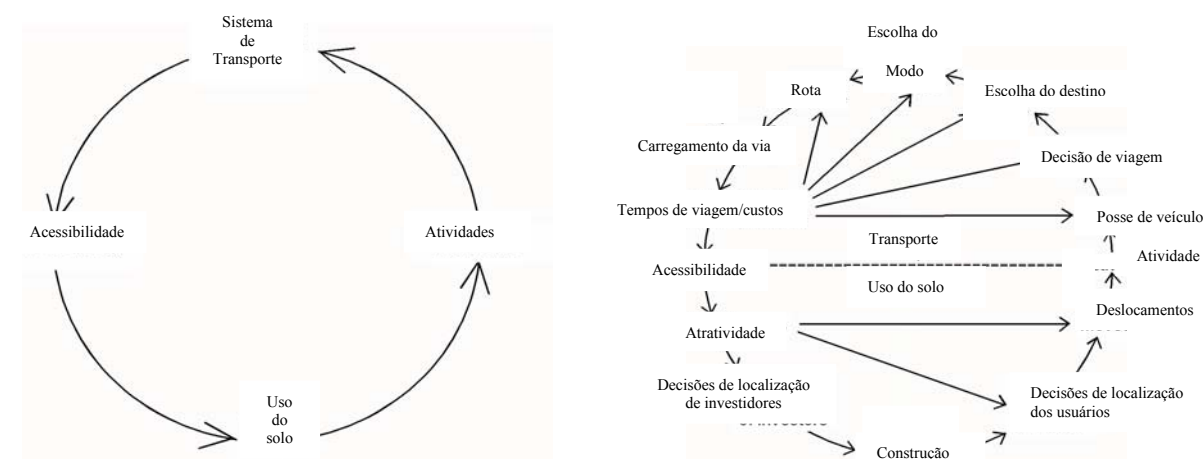 Sistema
de
Transporte
Acessibilidade
Atividades
Uso
do
solo
Escolha do
Modo
Rota
Escolha do destino
Carregamento da via
Decisão de viagem
Tempos de viagem/custos
Posse de veículo
Transporte
Atividade
Acessibilidade
Uso do solo
Deslocamentos
Atratividade
Decisões de localização
de investidores
Decisões de localização
dos usuários
Construção